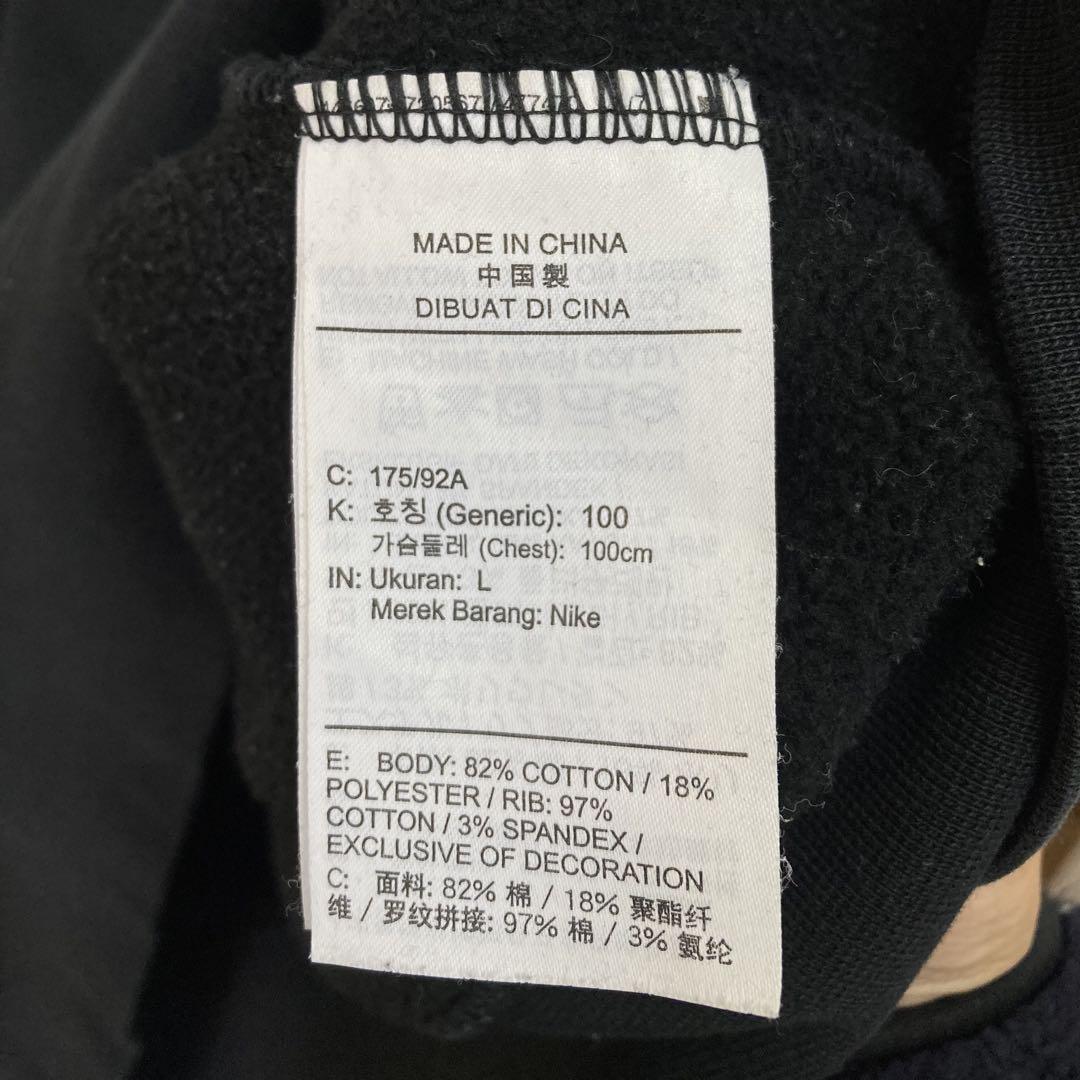 MADE IN CHINA
中国製
DIBUAT DI CINA
C: 175/92A
K: 호칭 (Generic): 100
가슴둘레 (Chest): 100cm
IN: Ukuran: L
Merek Barang: Nike
E: BODY: 82% COTTON / 18%
POLYESTER / RIB: 97%
COTTON / 3% SPANDEX /
EXCLUSIVE OF DECORATION
C: 面料: 82% 棉 / 18% 聚酯纤
维 / 罗纹拼接: 97% 棉 / 3% 氨纶